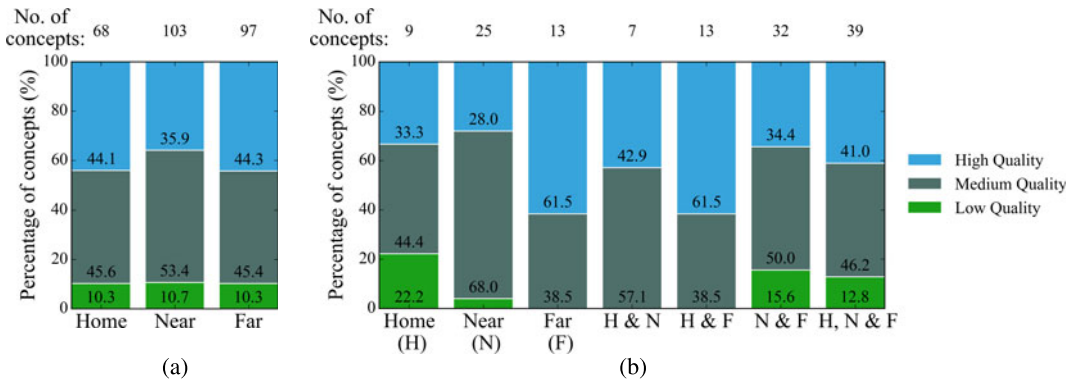 No. of concepts: 68 103 97
Percentage of concepts (%)
100
80
60
40
20
0
44.1 35.9 44.3
45.6 53.4 45.4
10.3 10.7 10.3
Home Near Far
(a)
No. of concepts: 9 25 13 7 13 32 39
Percentage of concepts (%)
100
80
60
40
20
0
33.3 28.0 61.5 42.9 61.5 34.4 41.0
44.4 68.0 38.5 57.1 38.5 50.0 46.2
22.2 15.6 12.8
Home (H) Near (N) Far (F) H & N H & F N & F H, N & F
(b)
High Quality
Medium Quality
Low Quality